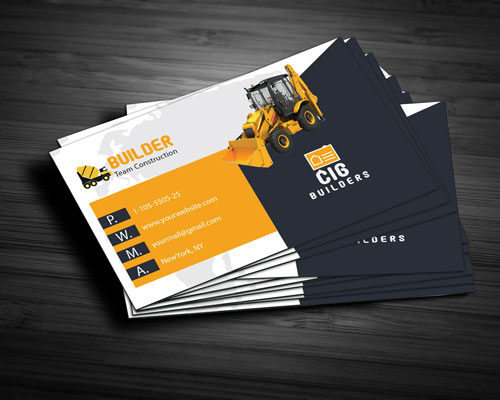 BUILDER
Team Construction
P. 1-105-5505-25
W. www.yourwebsite.com
M. yourmail@gmail.com
A. NewYork, NY
CIG
BUILDERS
BUILDERS